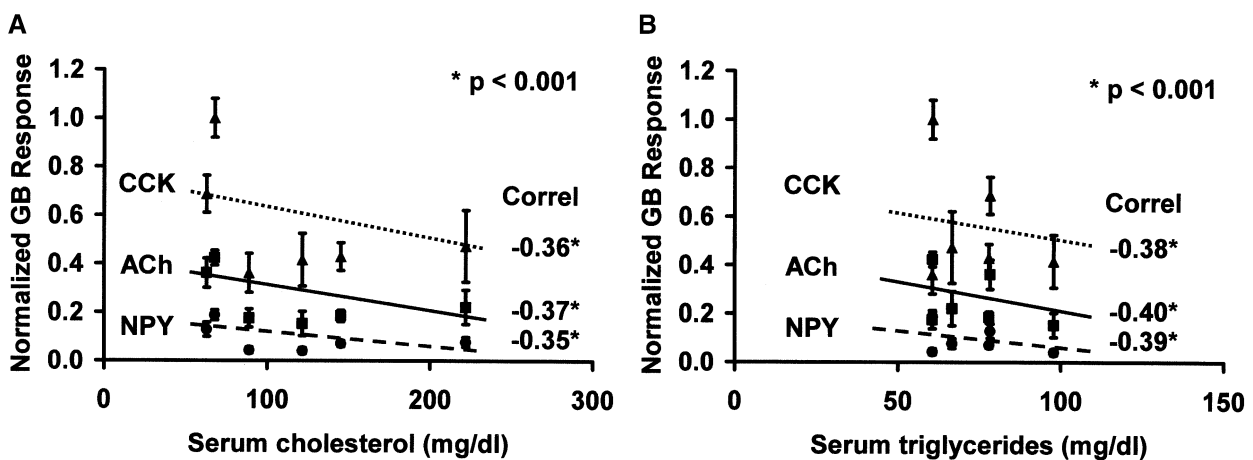 A
Normalized GB Response
1.2
1.0
0.8
0.6
0.4
0.2
0.0
* p < 0.001
CCK
ACh
NPY
Correl
-0.36*
-0.37*
-0.35*
0
100
200
300
Serum cholesterol (mg/dl)
B
Normalized GB Response
1.2
1.0
0.8
0.6
0.4
0.2
0.0
* p < 0.001
CCK
ACh
NPY
Correl
-0.38*
-0.40*
-0.39*
0
50
100
150
Serum triglycerides (mg/dl)